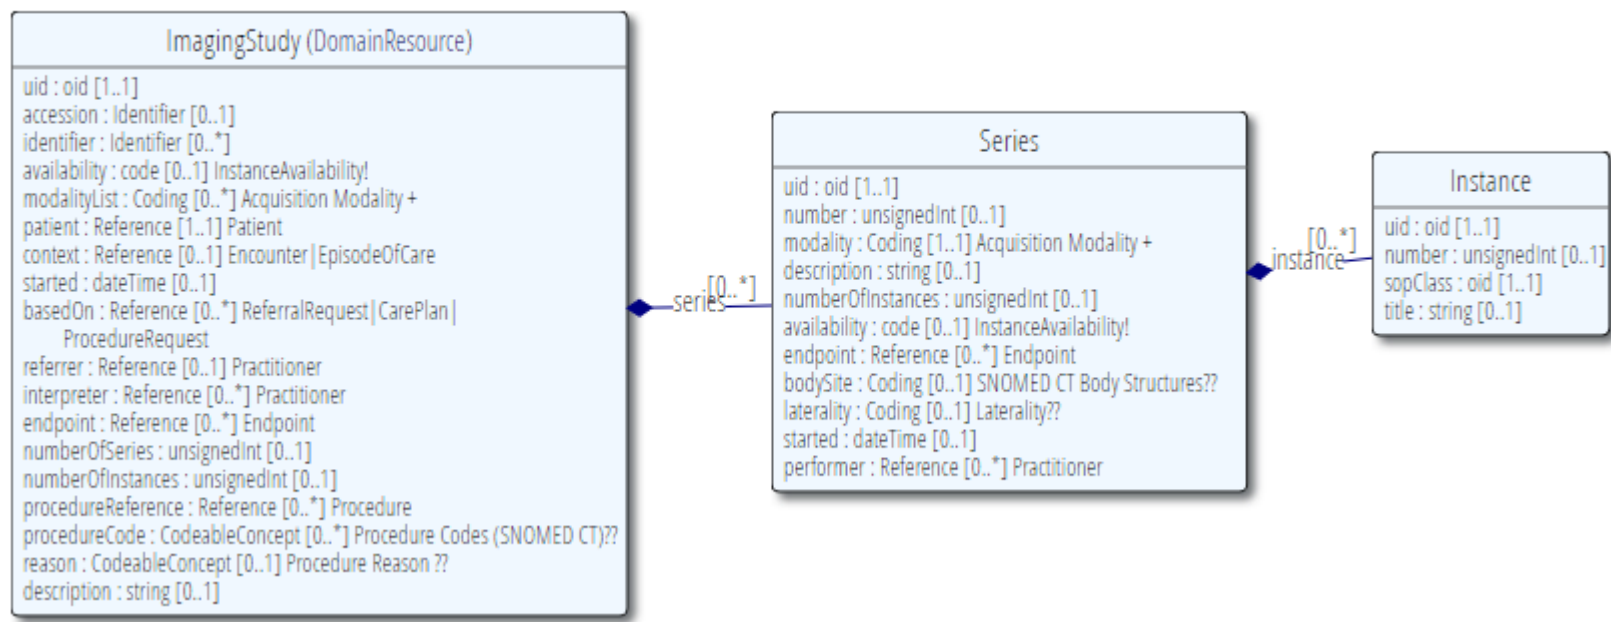 ImagingStudy (DomainResource)
uid : oid [1..1]
accession : Identifier [0..1]
identifier : Identifier [0..*]
availability : code [0..1] InstanceAvailability!
modalityList : Coding [0..*] Acquisition Modality +
patient : Reference [1..1] Patient
context : Reference [0..1] Encounter|EpisodeOfCare
started : dateTime [0..1]
basedOn : Reference [0..*] ReferralRequest|CarePlan|
ProcedureRequest
referrer : Reference [0..1] Practitioner
interpreter : Reference [0..*] Practitioner
endpoint : Reference [0..*] Endpoint
numberOfSeries : unsignedInt [0..1]
numberOfInstances : unsignedInt [0..1]
procedureReference : Reference [0..*] Procedure
procedureCode : CodeableConcept [0..*] Procedure Codes (SNOMED CT)??
reason : CodeableConcept [0..1] Procedure Reason ??
description : string [0..1]
[0..*]
series
Series
uid : oid [1..1]
number : unsignedInt [0..1]
modality : Coding [1..1] Acquisition Modality +
description : string [0..1]
numberOfInstances : unsignedInt [0..1]
availability : code [0..1] InstanceAvailability!
endpoint : Reference [0..*] Endpoint
bodySite : Coding [0..1] SNOMED CT Body Structures??
laterality : Coding [0..1] Laterality??
started : dateTime [0..1]
performer : Reference [0..*] Practitioner
[0..*]
instance
Instance
uid : oid [1..1]
number : unsignedInt [0..1]
sopClass : oid [1..1]
title : string [0..1]